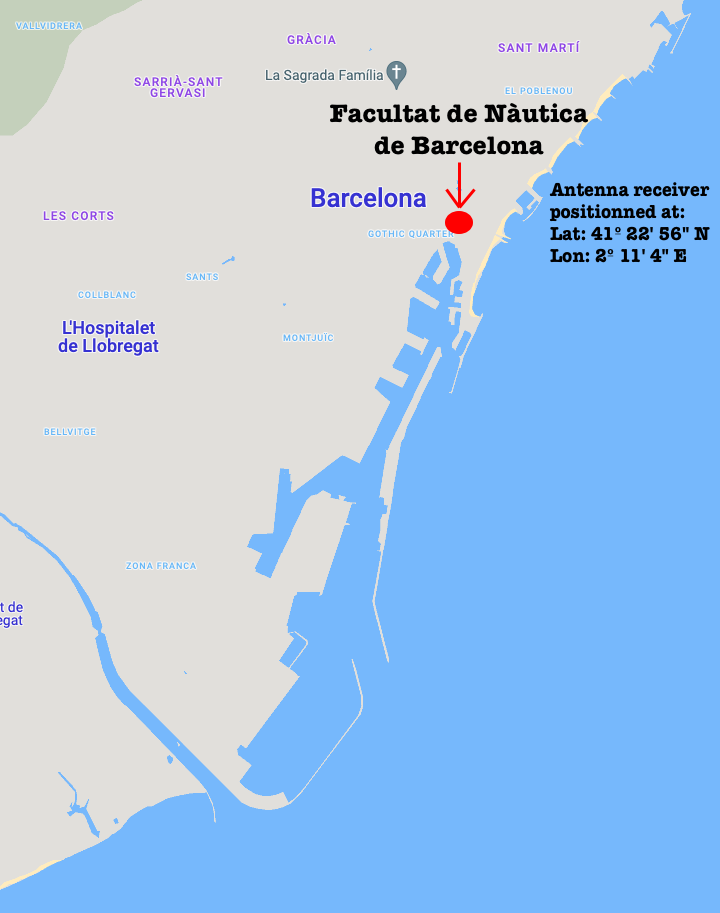 VALLVIDRERA
GRÀCIA
SANT MARTÍ
La Sagrada Família
SARRIÀ-SANT
GERVASI
EL POBLENOU
Facultat de Nàutica
de Barcelona
Antenna receiver
positionned at:
Lat: 41º 22' 56" N
Lon: 2º 11' 4" E
Barcelona
LES CORTS
GOTHIC QUARTER
SANTS
COLLBLANC
L'Hospitalet
de Llobregat
MONTJUÏC
BELLVITGE
ZONA FRANCA
t de
egat